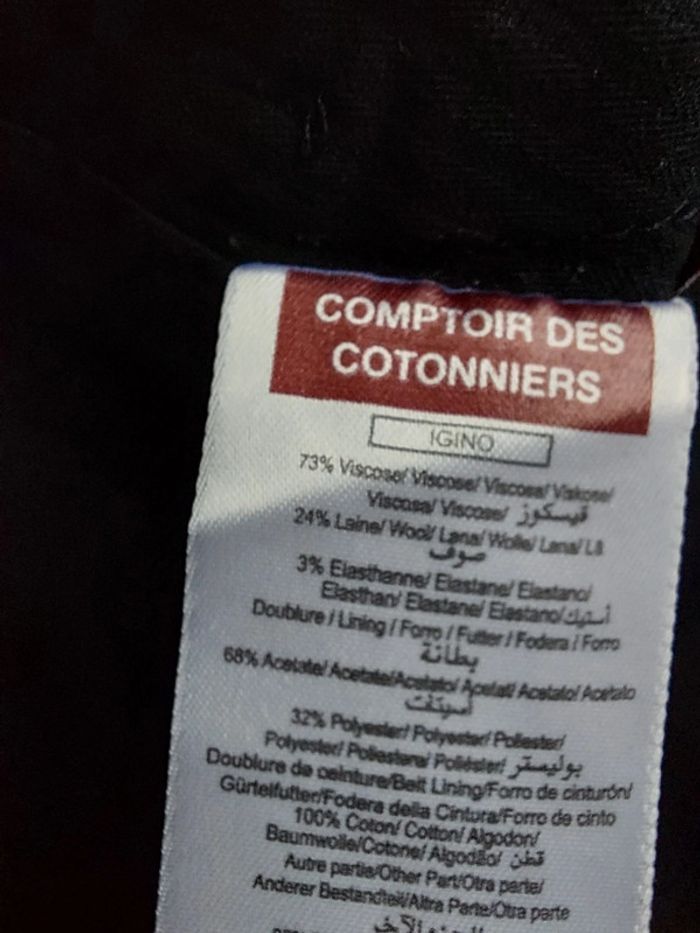 COMPTOIR DES
COTONNIERS
IGINO
73% Viscose/ Viscose/ Viscosa/ Viskose/
Viscosa/ Viscose/ ڤيسكوز
24% Laine/ Wool/ Lana/ Wolle/ Lana/ Lã
صوف
3% Elasthanne/ Elastane/ Elastano/
Elasthan/ Elastane/ Elastano/
Doublure / Lining / Forro / Futter / Fodera / Forro
بطانة
68% Acetate/ Acetate/Acetato/ Acetat/ Acetato/ Acetato
أسيتت
32% Polyester/ Polyester/ Poliester/
Polyester/ Poliestere/ Poliéster/ بوليستر
Doublure de ceinture/Belt Lining/Forro de cinturón/
Gürtelfutter/Fodera della Cintura/Forro de cinto
100% Coton/ Cotton/ Algodon/
Baumwolle/Cotone/ Algodão/ قطن
Autre partie/Other Part/Otra parte/
Anderer Bestandteil/Altra Parte/Otra parte